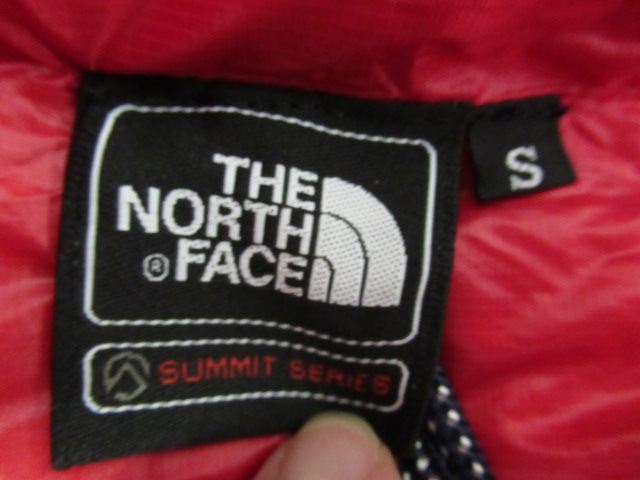 THE
NORTH
® FACE
S
SUMMIT SERIES